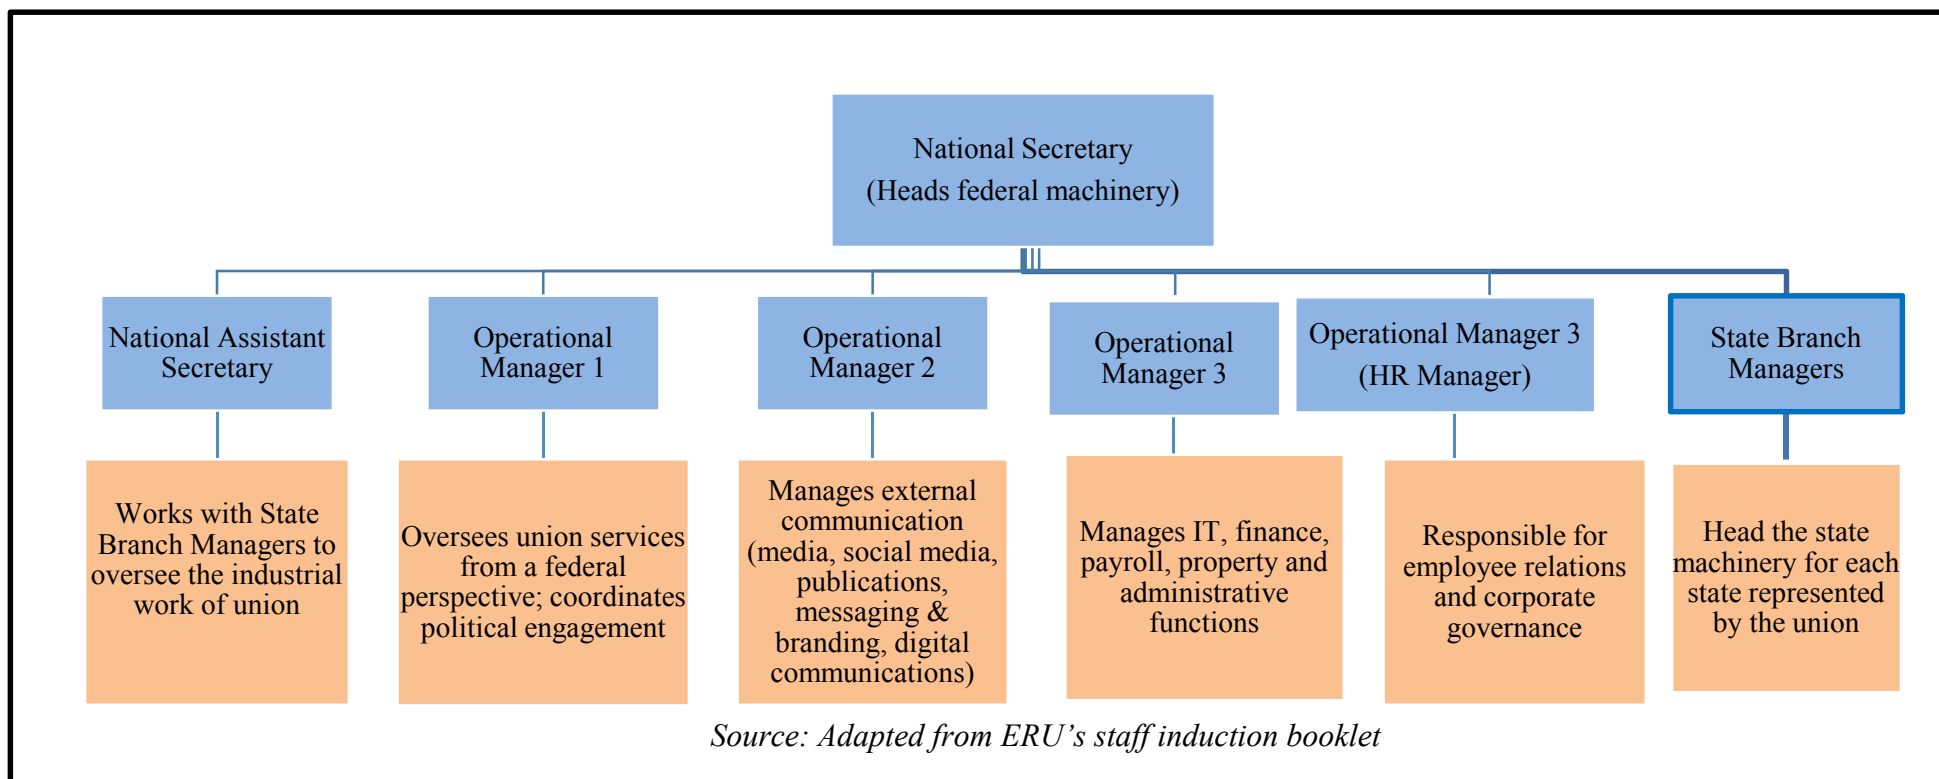 National Secretary
(Heads federal machinery)
National Assistant
Secretary
Operational
Manager 1
Operational
Manager 2
Operational
Manager 3
Operational Manager 3
(HR Manager)
State Branch
Managers
Works with State
Branch Managers to
oversee the industrial
work of union
Oversees union services
from a federal
perspective; coordinates
political engagement
Manages external
communication
(media, social media,
publications,
messaging &
branding, digital
communications)
Manages IT, finance,
payroll, property and
administrative
functions
Responsible for
employee relations
and corporate
governance
Head the state
machinery for each
state represented
by the union
Source: Adapted from ERU’s staff induction booklet